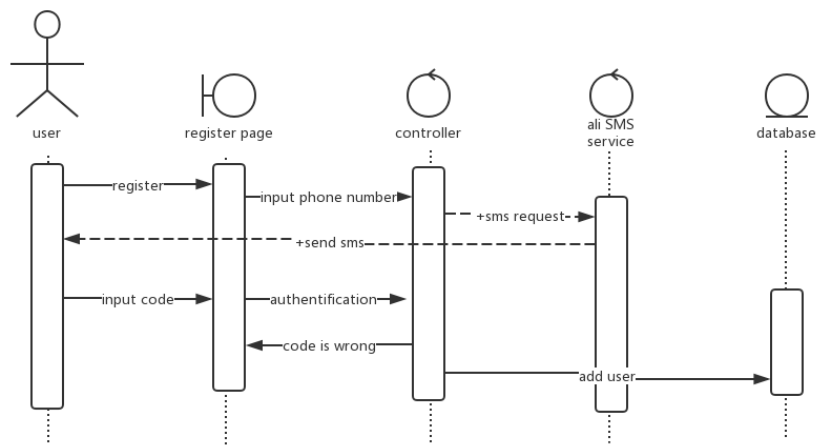 user
register page
controller
ali SMS
service
database
register
input phone number
+sms request
+send sms
input code
authentification
code is wrong
add user